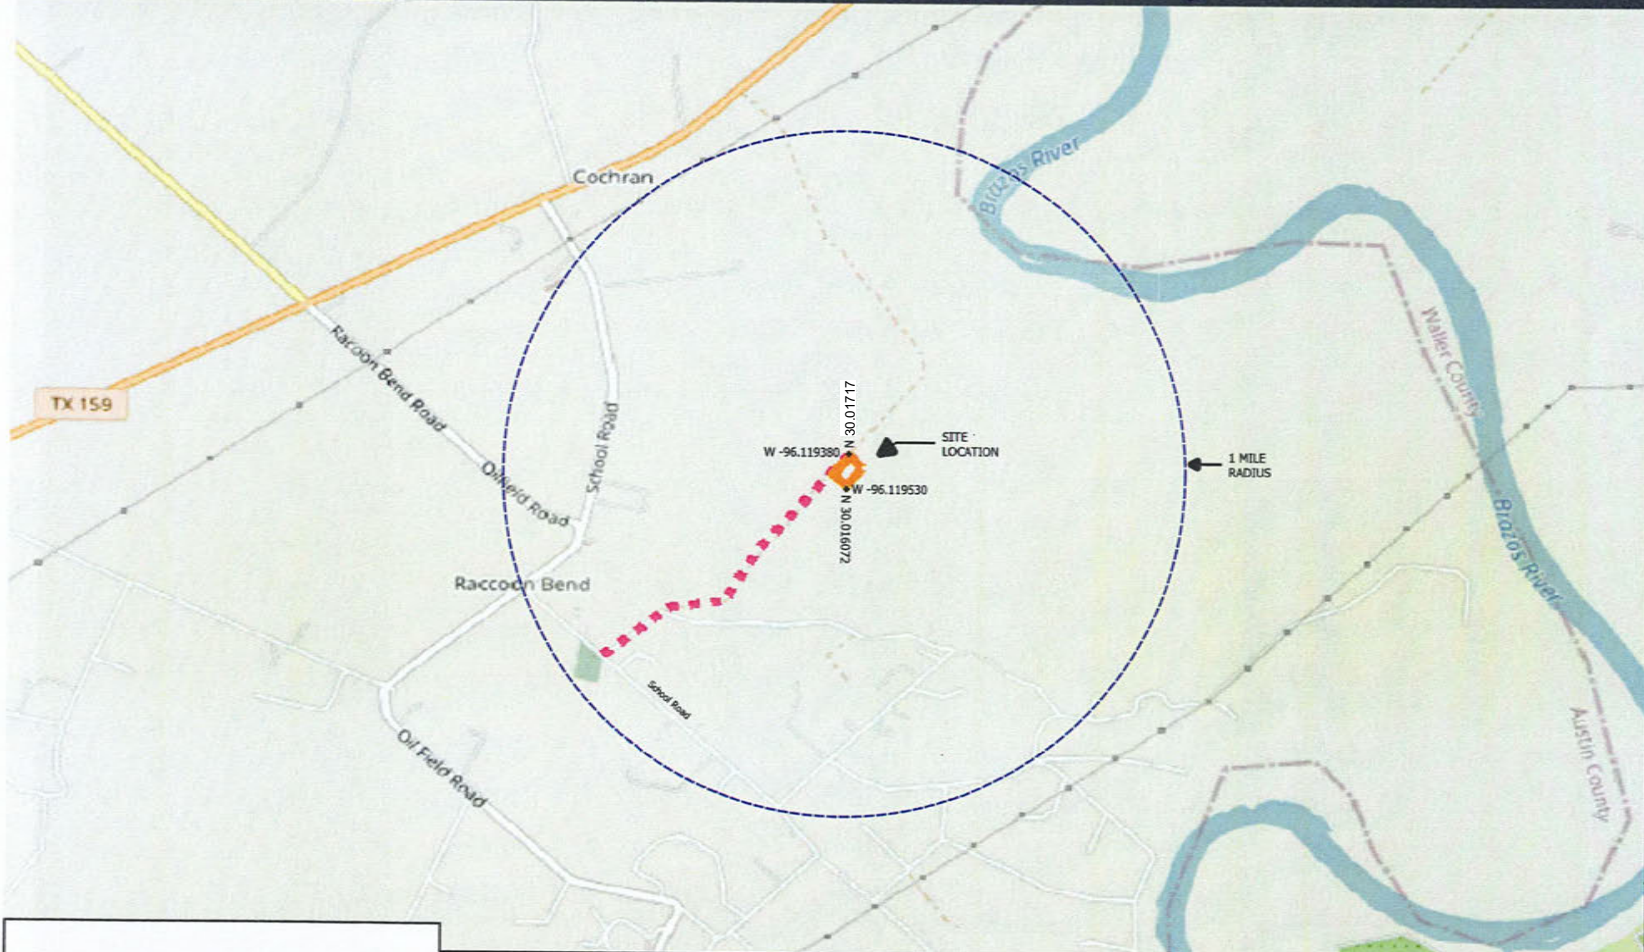 Brazos River
Cochran
Waller County
Racoon Bend Road
TX 159
N 30.01717
School Road
SITE
LOCATION
W -96.119380
1 MILE
RADIUS
Oilfield Road
W -96.119530
N 30.016072
Brazos River
Raccoon Bend
School Road
Austin County
Oil Field Road